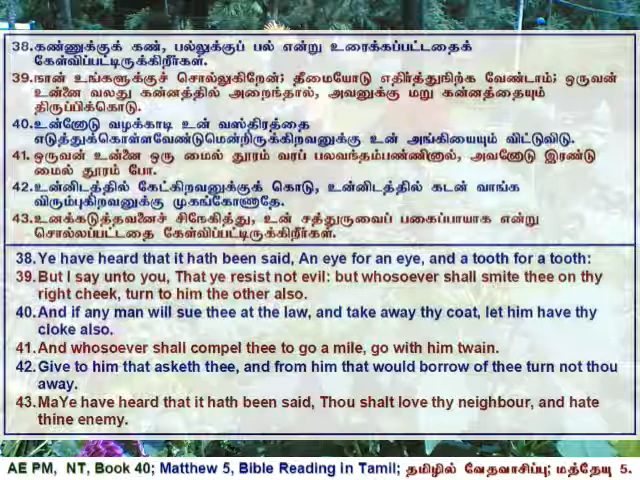 38.கண்ணுக்குக் கண், பல்லுக்குப் பல் என்று உரைக்கப்பட்டதைக்
கேள்விப்பட்டிருக்கிறீர்கள்.
39.நான் உங்களுக்குச் சொல்லுகிறேன்; தீமையோடு எதிர்த்துநிற்க வேண்டாம்; ஒருவன்
உன்னை வலது கன்னத்தில் அறைந்தால், அவனுக்கு மறு கன்னத்தையும்
திருப்பிக்கொடு.
40.உன்னோடு வழக்காடி உன் வஸ்திரத்தை
எடுத்துக்கொள்ளவேண்டுமென்றிருக்கிறவனுக்கு உன் அங்கியையும் விட்டுவிடு.
41. ஒருவன் உன்னை ஒரு மைல் தூரம் வரப் பலவந்தம்பண்ணினால், அவனோடு இரண்டு
மைல் தூரம் போ.
42.உன்னிடத்தில் கேட்கிறவனுக்குக் கொடு, உன்னிடத்தில் கடன் வாங்க
விரும்புகிறவனுக்கு முகங்கோணாதே.
43.உனக்கடுத்தவனைச் சிநேகித்து, உன் சத்துருவைப் பகைப்பாயாக என்று
சொல்லப்பட்டதை கேள்விப்பட்டிருக்கிறீர்கள்.
38.Ye have heard that it hath been said, An eye for an eye, and a tooth for a tooth:
39.But I say unto you, That ye resist not evil: but whosoever shall smite thee on thy
right cheek, turn to him the other also.
40.And if any man will sue thee at the law, and take away thy coat, let him have thy
cloke also.
41.And whosoever shall compel thee to go a mile, go with him twain.
42.Give to him that asketh thee, and from him that would borrow of thee turn not thou
away.
43.MaYe have heard that it hath been said, Thou shalt love thy neighbour, and hate
thine enemy.
AE PM, NT, Book 40; Matthew 5, Bible Reading in Tamil; தமிழில் வேதவாசிப்பு; மத்தேயு 5.